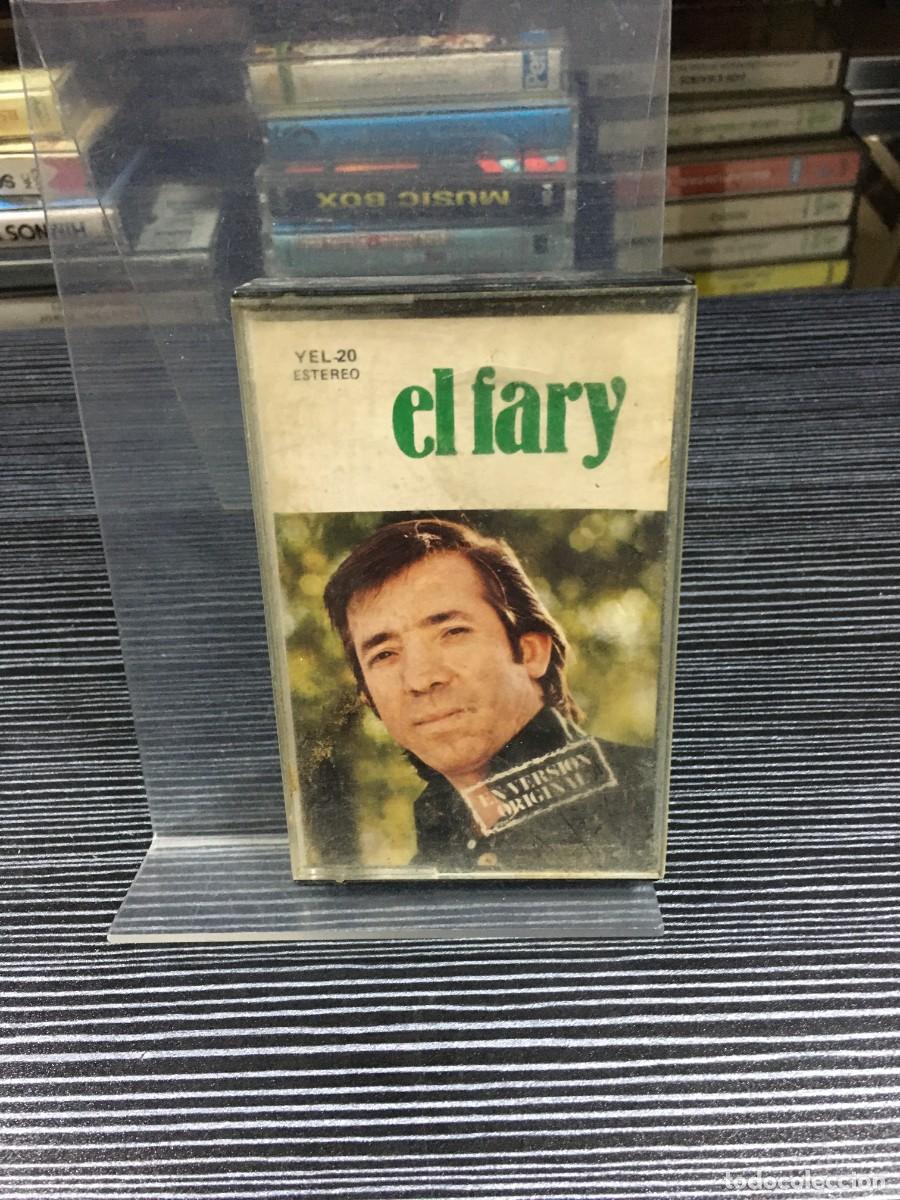 MUSIC BOX
YEL-20
ESTEREO
el fary
EN VERSION
ORIGINAL
todocoleccion